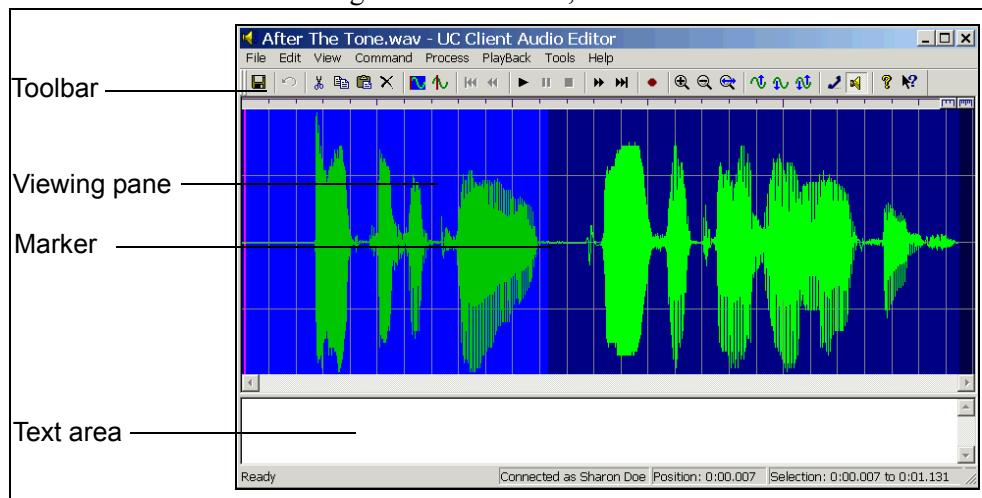 After The Tone.wav - UC Client Audio Editor
File Edit View Command Process PlayBack Tools Help
Toolbar
Viewing pane
Marker
Text area
Ready
Connected as Sharon Doe
Position: 0:00.007
Selection: 0:00.007 to 0:01.131